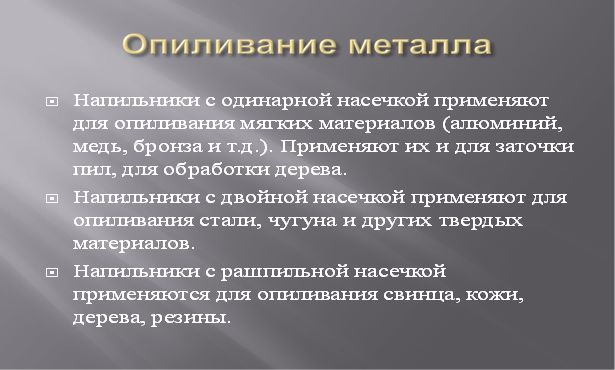 Опиливание металла
Напильники с одинарной насечкой применяют
для опиливания мягких материалов (алюминий,
медь, бронза и т.д.). Применяют их и для заточки
пил, для обработки дерева.
Напильники с двойной насечкой применяют для
опиливания стали, чугуна и других твердых
материалов.
Напильники с рашпильной насечкой
применяются для опиливания свинца, кожи,
дерева, резины.